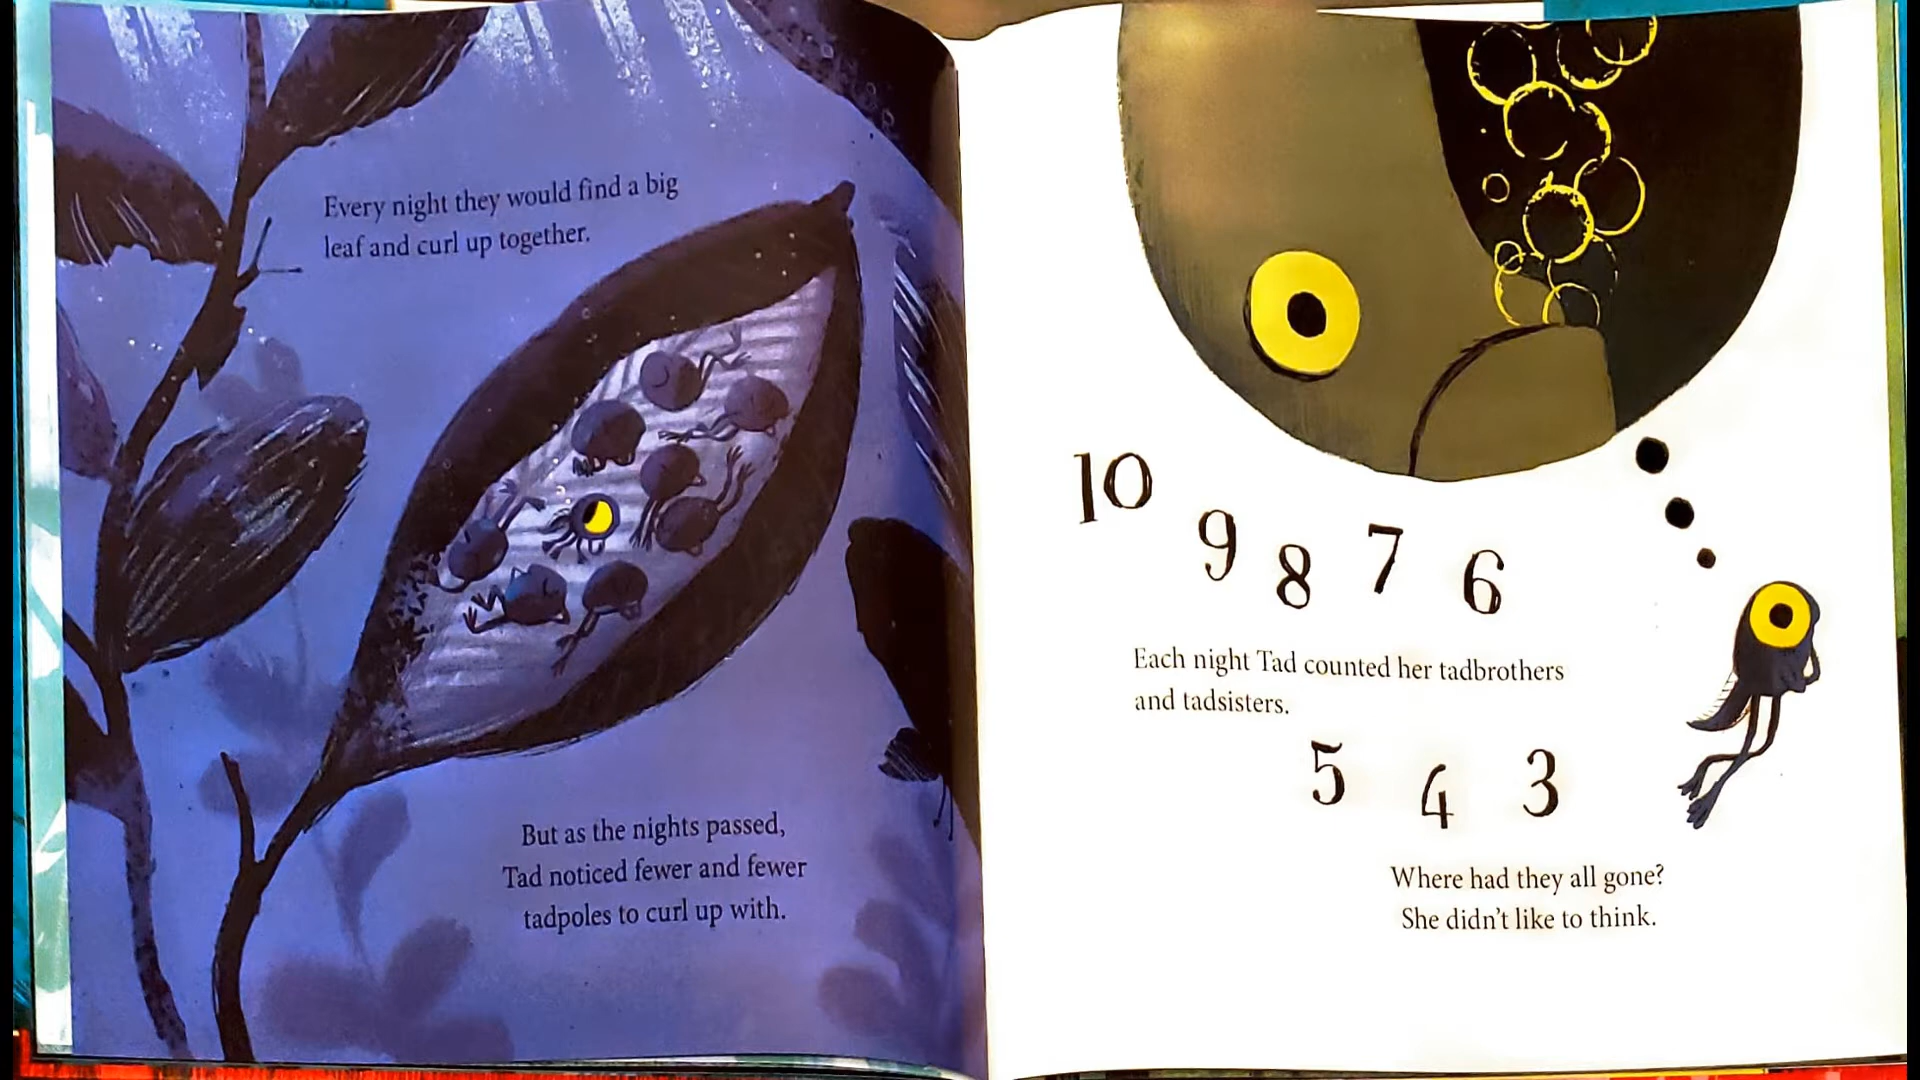 Every night they would find a big
leaf and curl up together.
But as the nights passed,
Tad noticed fewer and fewer
tadpoles to curl up with.
10 9 8 7 6
Each night Tad counted her tadbrothers
and tadsisters.
5 4 3
Where had they all gone?
She didn't like to think.